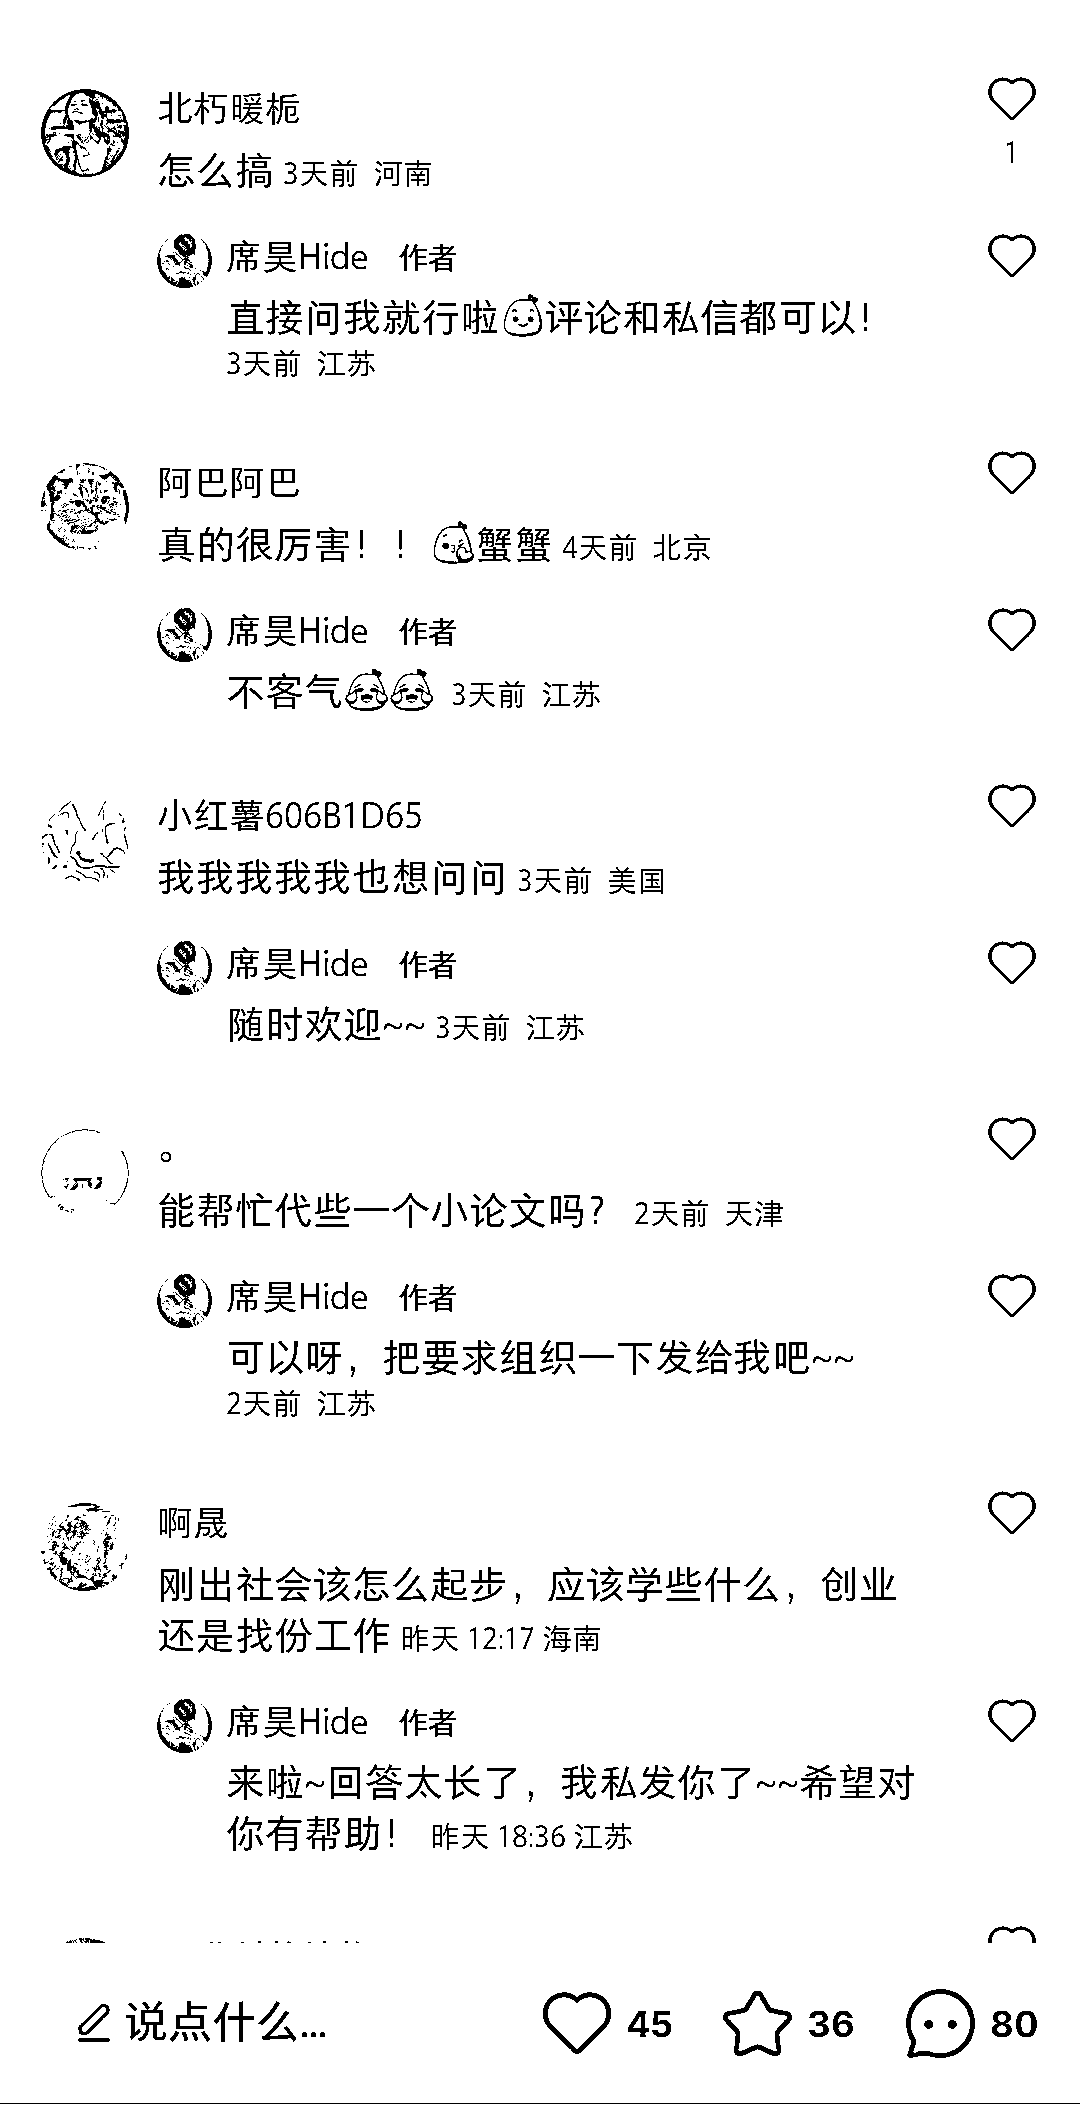 北朽暖栀
1
怎么搞 3天前 河南
席昊Hide 作者
直接问我就行啦评论和私信都可以！
3天前 江苏
阿巴阿巴
真的很厉害！！蟹蟹 4天前 北京
席昊Hide 作者
不客气 3天前 江苏
小红薯606B1D65
我我我我我也想问问 3天前 美国
席昊Hide 作者
随时欢迎~~ 3天前 江苏
。
能帮忙代些一个小论文吗？ 2天前 天津
席昊Hide 作者
可以呀，把要求组织一下发给我吧~~
2天前 江苏
啊晟
刚出社会该怎么起步，应该学些什么，创业
还是找份工作 昨天 12:17 海南
席昊Hide 作者
来啦~回答太长了，我私发你了~~希望对
你有帮助！ 昨天 18:36 江苏
说点什么... 45 36 80